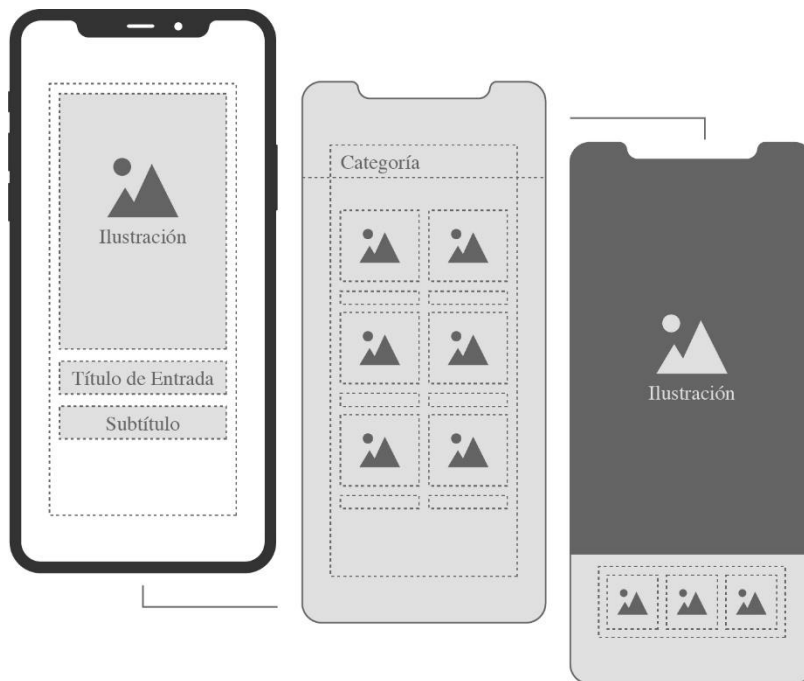 Ilustración
Título de Entrada
Subtítulo
Categoría
Ilustración